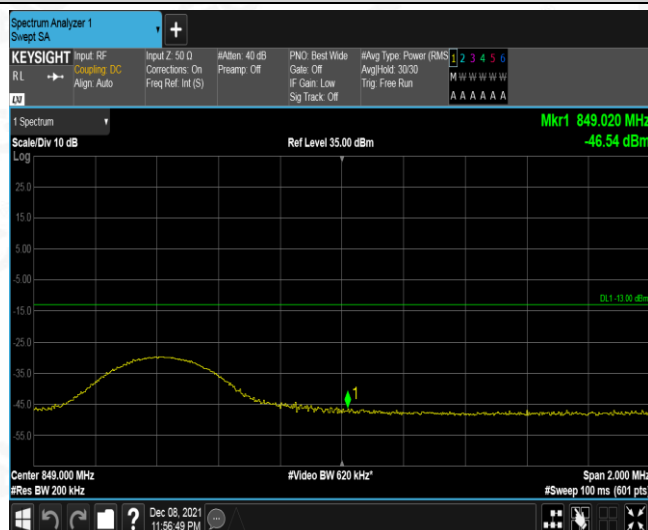 Spectrum Analyzer 1
Swept SA
+
KEYSIGHT
RL
LXI
Input: RF
Coupling: DC
Align: Auto
Input Z: 50 Ω
Corrections: On
Freq Ref: Int (S)
#Atten: 40 dB
Preamp: Off
PNO: Best Wide
Gate: Off
IF Gain: Low
Sig Track: Off
#Avg Type: Power (RMS
Avg|Hold: 30/30
Trig: Free Run
1 2 3 4 5 6
M W W W W W
A A A A A A
1 Spectrum
Scale/Div 10 dB
Log
Ref Level 35.00 dBm
Mkr1 849.020 MHz
-46.54 dBm
25.0
15.0
5.00
-5.00
-15.0
-25.0
-35.0
-45.0
-55.0
DL1 -13.00 dBm
1
Center 849.000 MHz
#Res BW 200 kHz
#Video BW 620 kHz*
Span 2.000 MHz
#Sweep 100 ms (601 pts)
?
Dec 08, 2021
11:56:49 PM